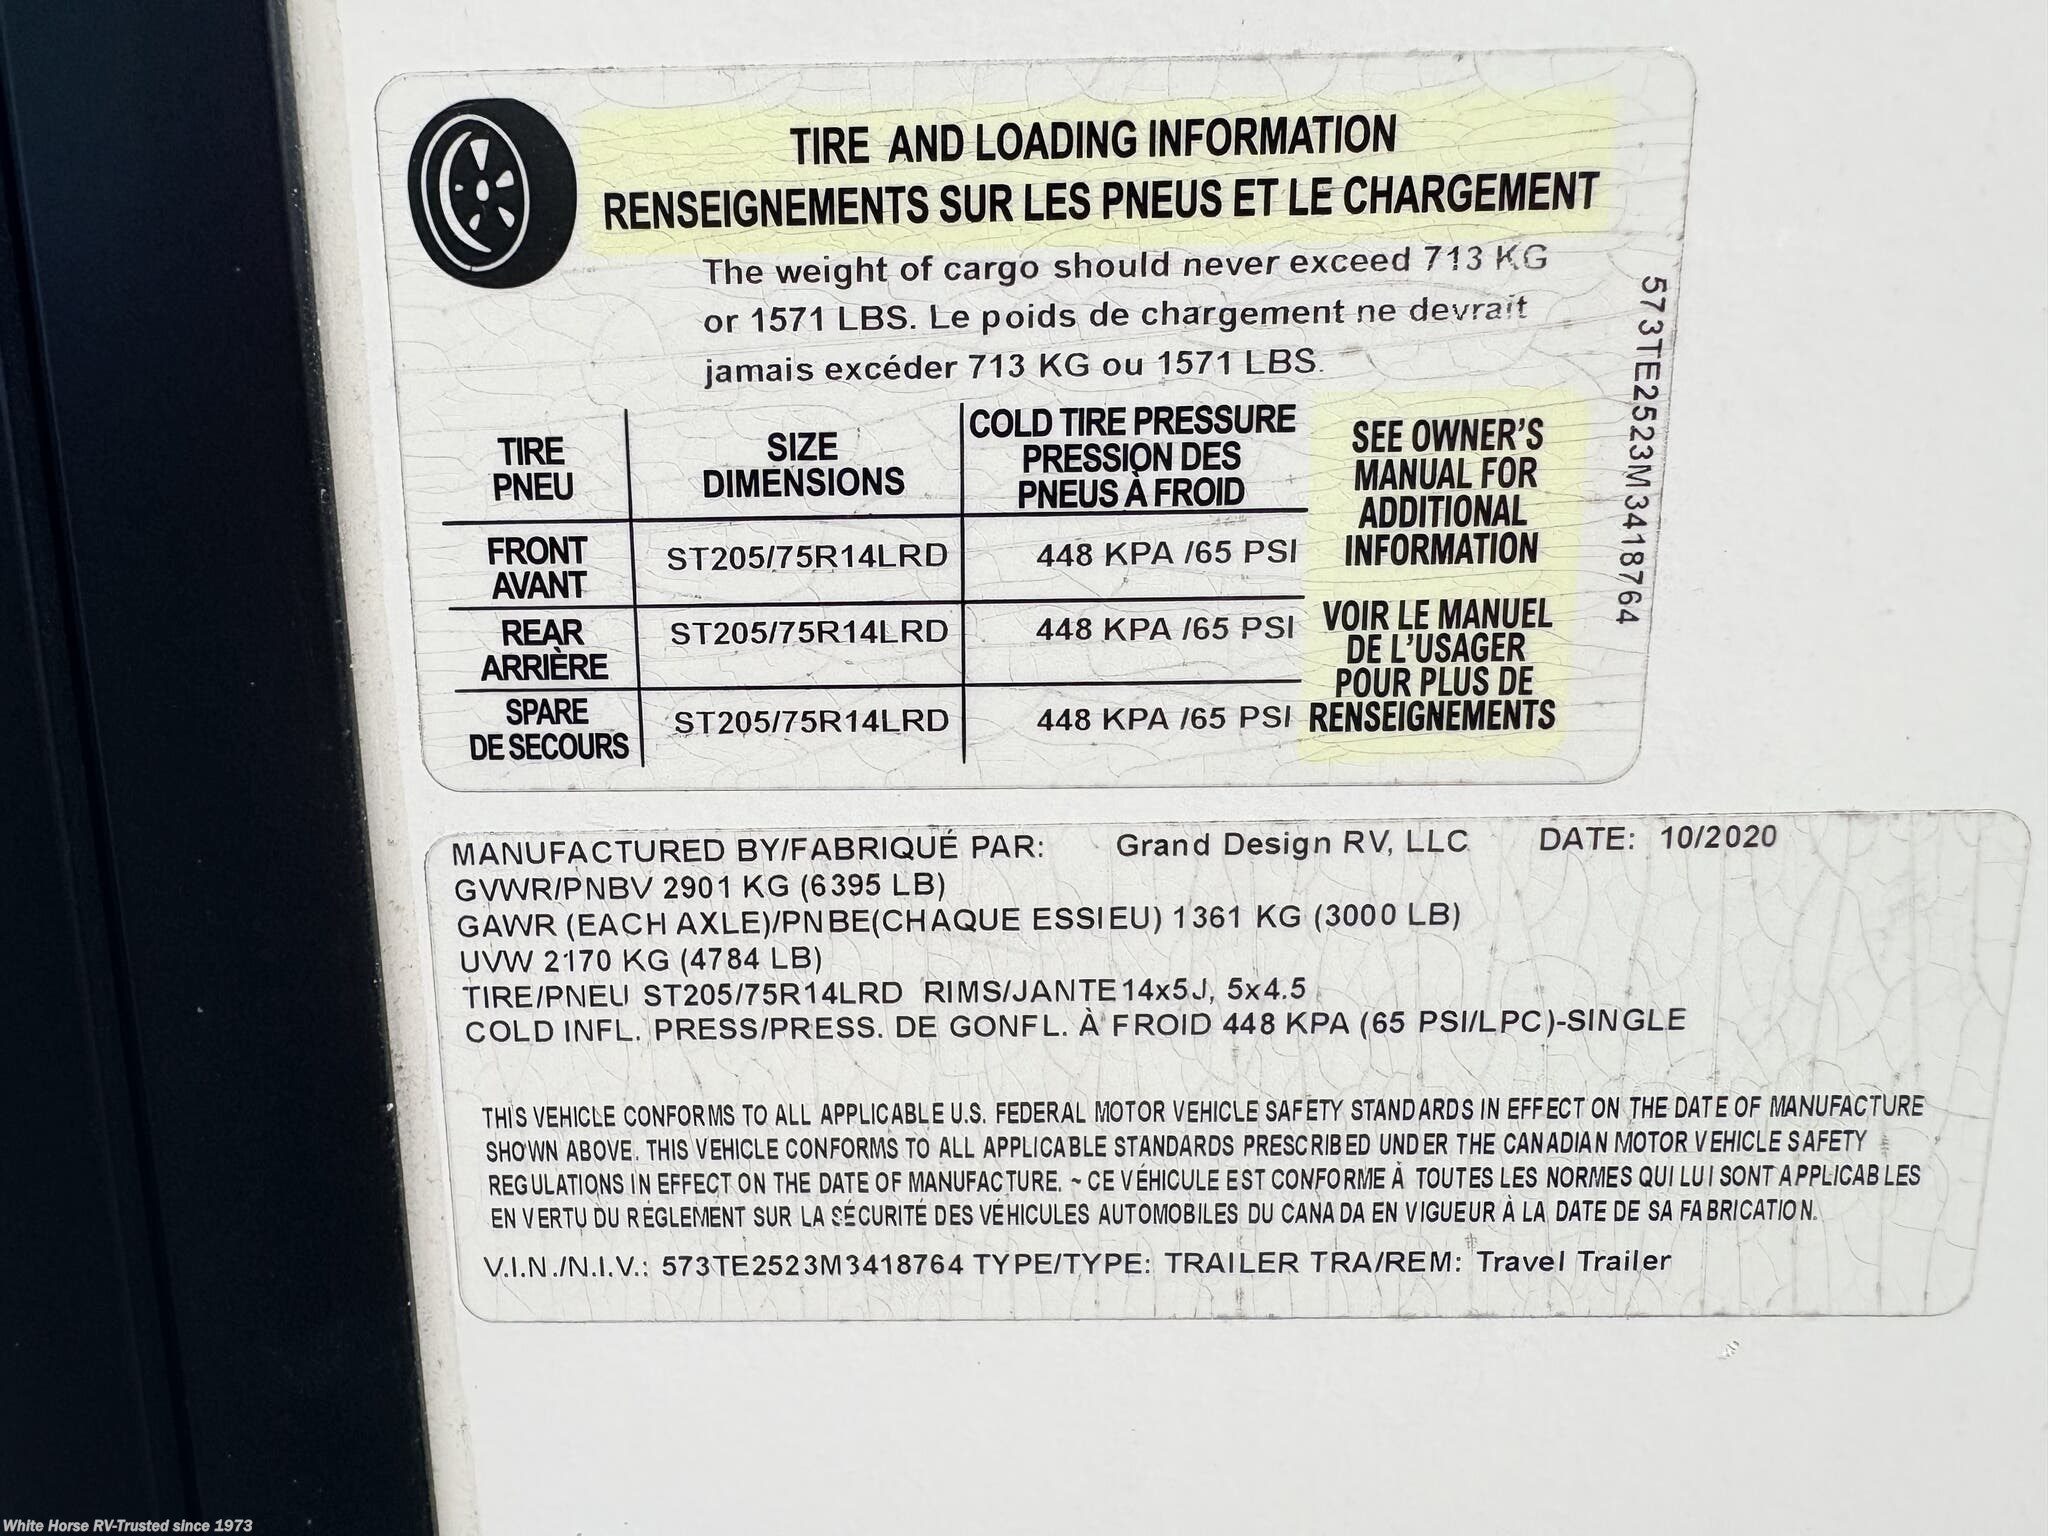 TIRE AND LOADING INFORMATION
RENSEIGNEMENTS SUR LES PNEUS ET LE CHARGEMENT
The weight of cargo should never exceed 713 KG
or 1571 LBS. Le poids de chargement ne devrait
jamais excéder 713 KG ou 1571 LBS.
573TE2523M3418764
TIRE
PNEU
SIZE
DIMENSIONS
COLD TIRE PRESSURE
PRESSION DES
PNEUS À FROID
FRONT
AVANT
ST205/75R14LRD
448 KPA /65 PSI
REAR
ARRIÈRE
ST205/75R14LRD
448 KPA /65 PSI
SPARE
DE SECOURS
ST205/75R14LRD
448 KPA /65 PSI
SEE OWNER'S
MANUAL FOR
ADDITIONAL
INFORMATION
VOIR LE MANUEL
DE L'USAGER
POUR PLUS DE
RENSEIGNEMENTS
MANUFACTURED BY/FABRIQUÉ PAR: Grand Design RV, LLC DATE: 10/2020
GVWR/PNBV 2901 KG (6395 LB)
GAWR (EACH AXLE)/PNBE(CHAQUE ESSIEU) 1361 KG (3000 LB)
UVW 2170 KG (4784 LB)
TIRE/PNEU ST205/75R14LRD RIMS/JANTE 14x5J, 5x4.5
COLD INFL. PRESS/PRESS. DE GONFL. À FROID 448 KPA (65 PSI/LPC)-SINGLE
THIS VEHICLE CONFORMS TO ALL APPLICABLE U.S. FEDERAL MOTOR VEHICLE SAFETY STANDARDS IN EFFECT ON THE DATE OF MANUFACTURE
SHOWN ABOVE. THIS VEHICLE CONFORMS TO ALL APPLICABLE STANDARDS PRESCRIBED UNDER THE CANADIAN MOTOR VEHICLE SAFETY
REGULATIONS IN EFFECT ON THE DATE OF MANUFACTURE. ~ CE VÉHICULE EST CONFORME À TOUTES LES NORMES QUI LUI SONT APPLICABLES
EN VERTU DU RÈGLEMENT SUR LA SÉCURITÉ DES VÉHICULES AUTOMOBILES DU CANADA EN VIGUEUR À LA DATE DE SA FABRICATION.
V.I.N./N.I.V.: 573TE2523M3418764 TYPE/TYPE: TRAILER TRA/REM: Travel Trailer
White Horse RV-Trusted since 1973